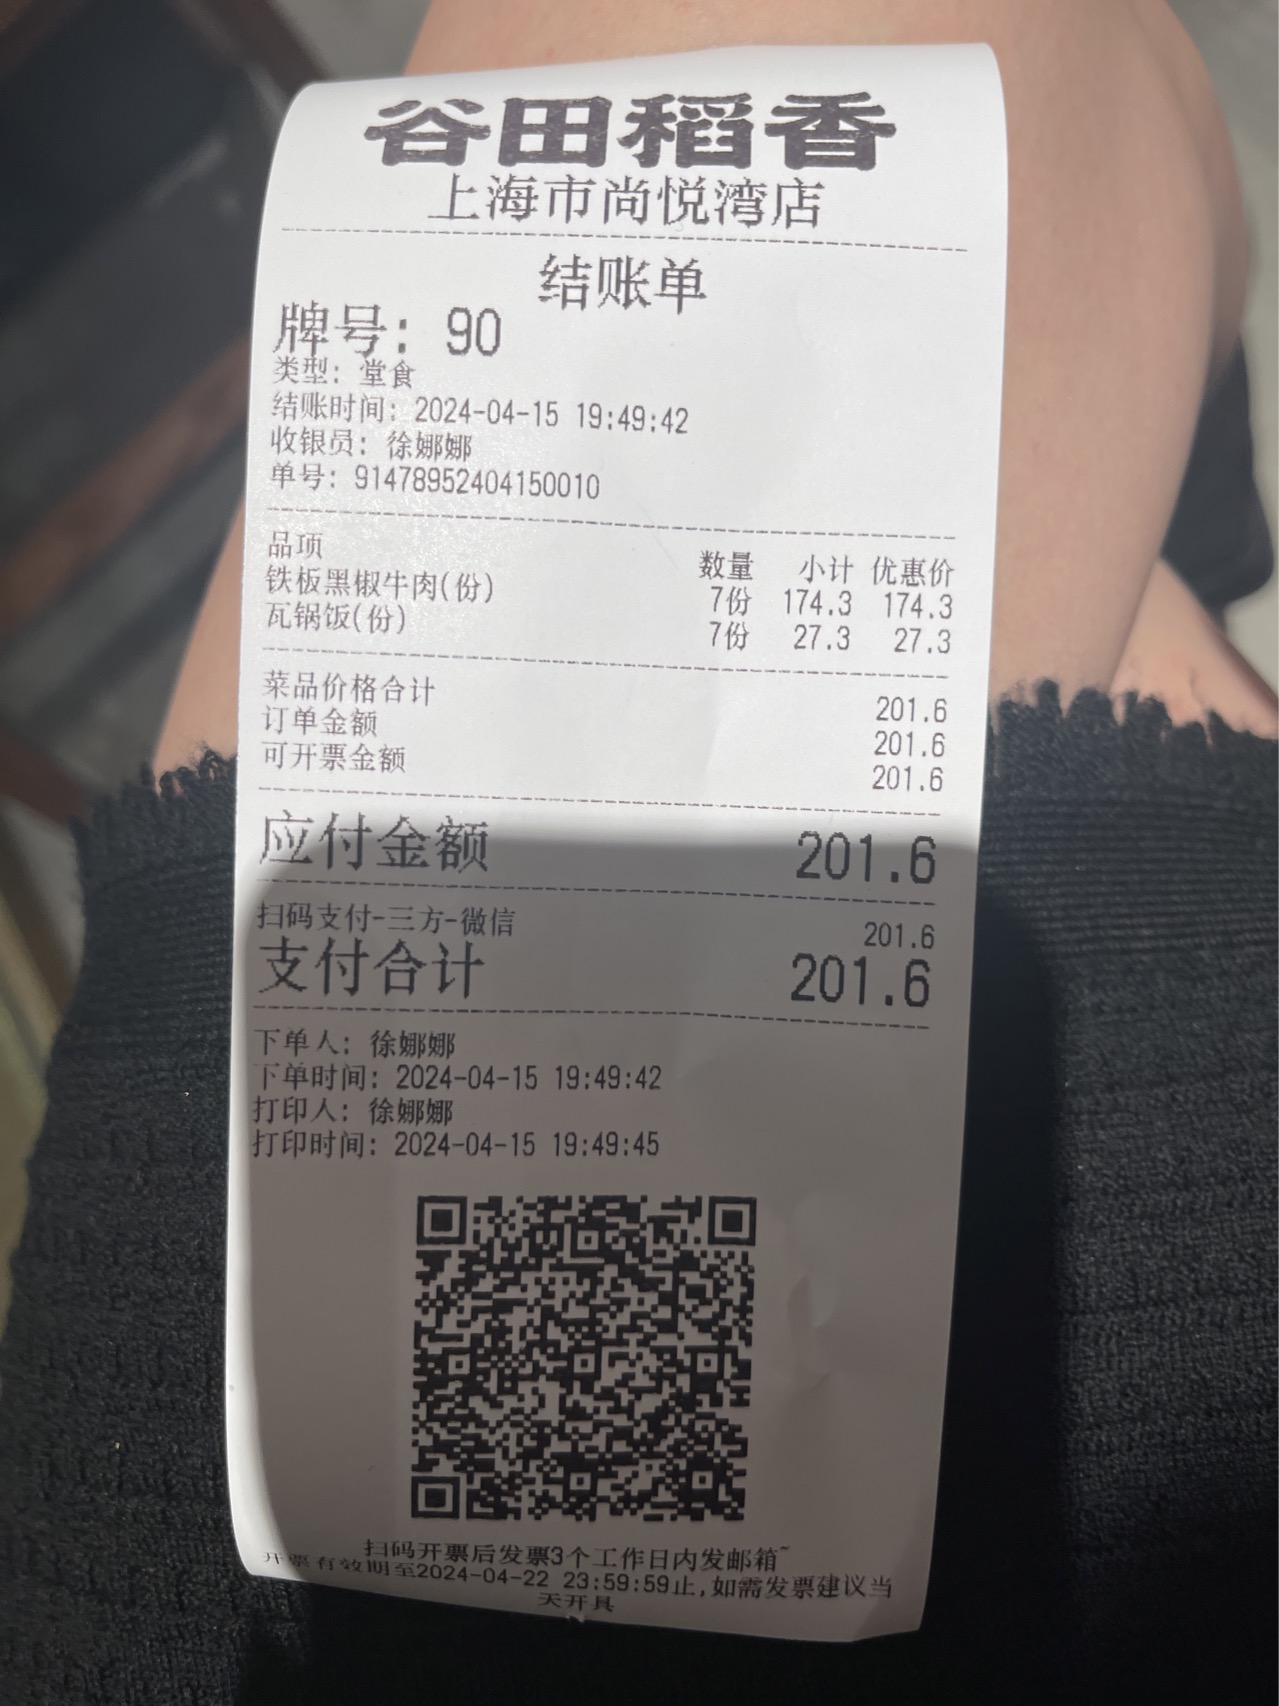 谷田稻香
上海市尚悦湾店
结账单
牌号：90
类型：堂食
结账时间：2024-04-15 19:49:42
收银员：徐娜娜
单号：91478952404150010
品项 数量 小计 优惠价
铁板黑椒牛肉(份) 7份 174.3 174.3
瓦锅饭(份) 7份 27.3 27.3
菜品价格合计 201.6
订单金额 201.6
可开票金额 201.6
应付金额 201.6
扫码支付-三方-微信 201.6
支付合计 201.6
下单人：徐娜娜
下单时间：2024-04-15 19:49:42
打印人：徐娜娜
打印时间：2024-04-15 19:49:45
扫码开票后发票3个工作日内发邮箱~
开票有效期至2024-04-22 23:59:59止,如需发票建议当
天开具